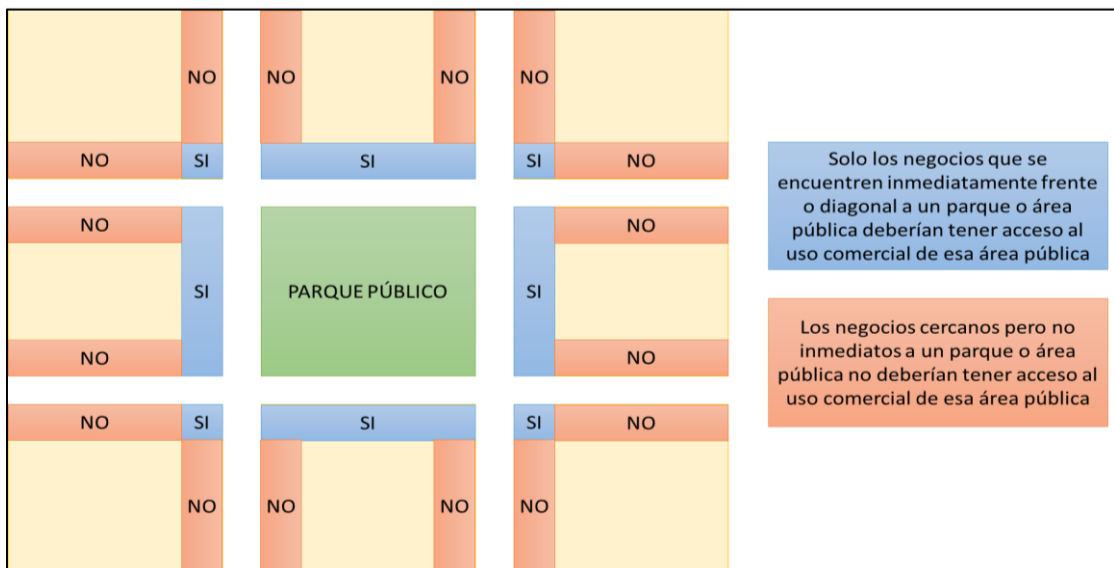 NO NO NO NO
NO SI SI SI NO
NO NO
SI PARQUE PÚBLICO SI
NO NO
NO SI SI SI NO
NO NO NO NO
Solo los negocios que se
encuentren inmediatamente frente
o diagonal a un parque o área
pública deberían tener acceso al
uso comercial de esa área pública
Los negocios cercanos pero no
inmediatos a un parque o área
pública no deberían tener acceso al
uso comercial de esa área pública